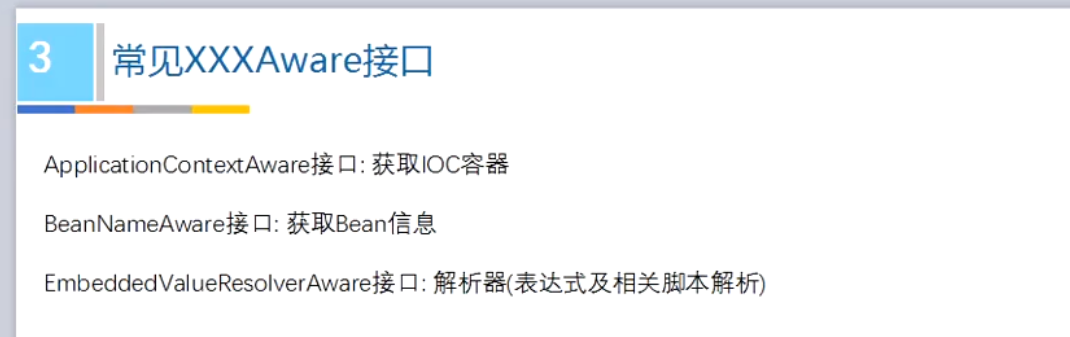 3
常见XXXAware接口
ApplicationContextAware接口: 获取IOC容器
BeanNameAware接口: 获取Bean信息
EmbeddedValueResolverAware接口: 解析器(表达式及相关脚本解析)